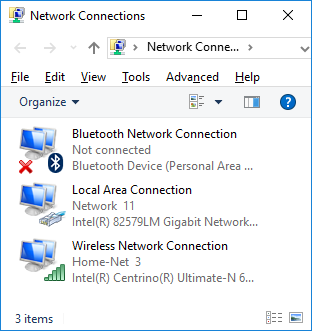 Network Connections
Network Conne...
File Edit View Tools Advanced Help
Organize
Bluetooth Network Connection
Not connected
Bluetooth Device (Personal Area ...
Local Area Connection
Network 11
Intel(R) 82579LM Gigabit Network...
Wireless Network Connection
Home-Net 3
Intel(R) Centrino(R) Ultimate-N 6...
3 items